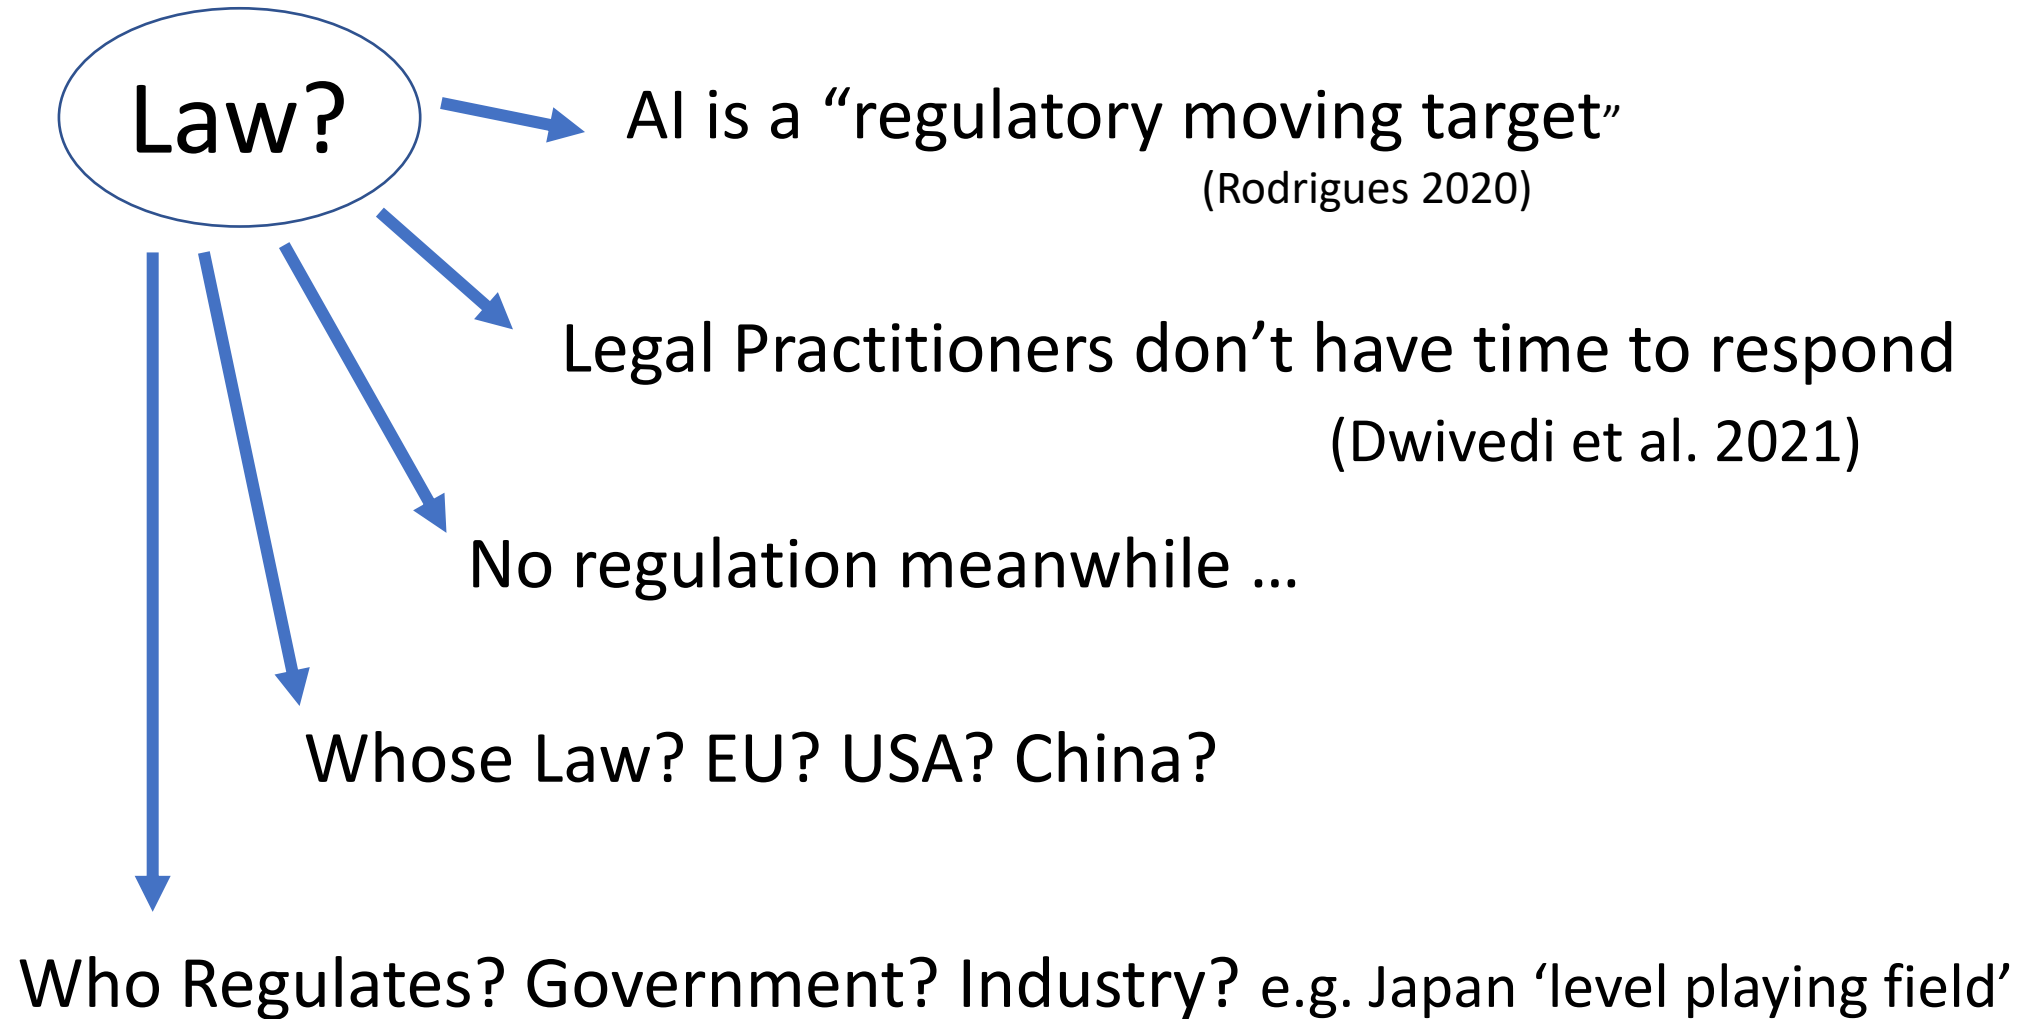 Law?
AI is a “regulatory moving target”
(Rodrigues 2020)
Legal Practitioners don’t have time to respond
(Dwivedi et al. 2021)
No regulation meanwhile …
Whose Law? EU? USA? China?
Who Regulates? Government? Industry? e.g. Japan ‘level playing field’